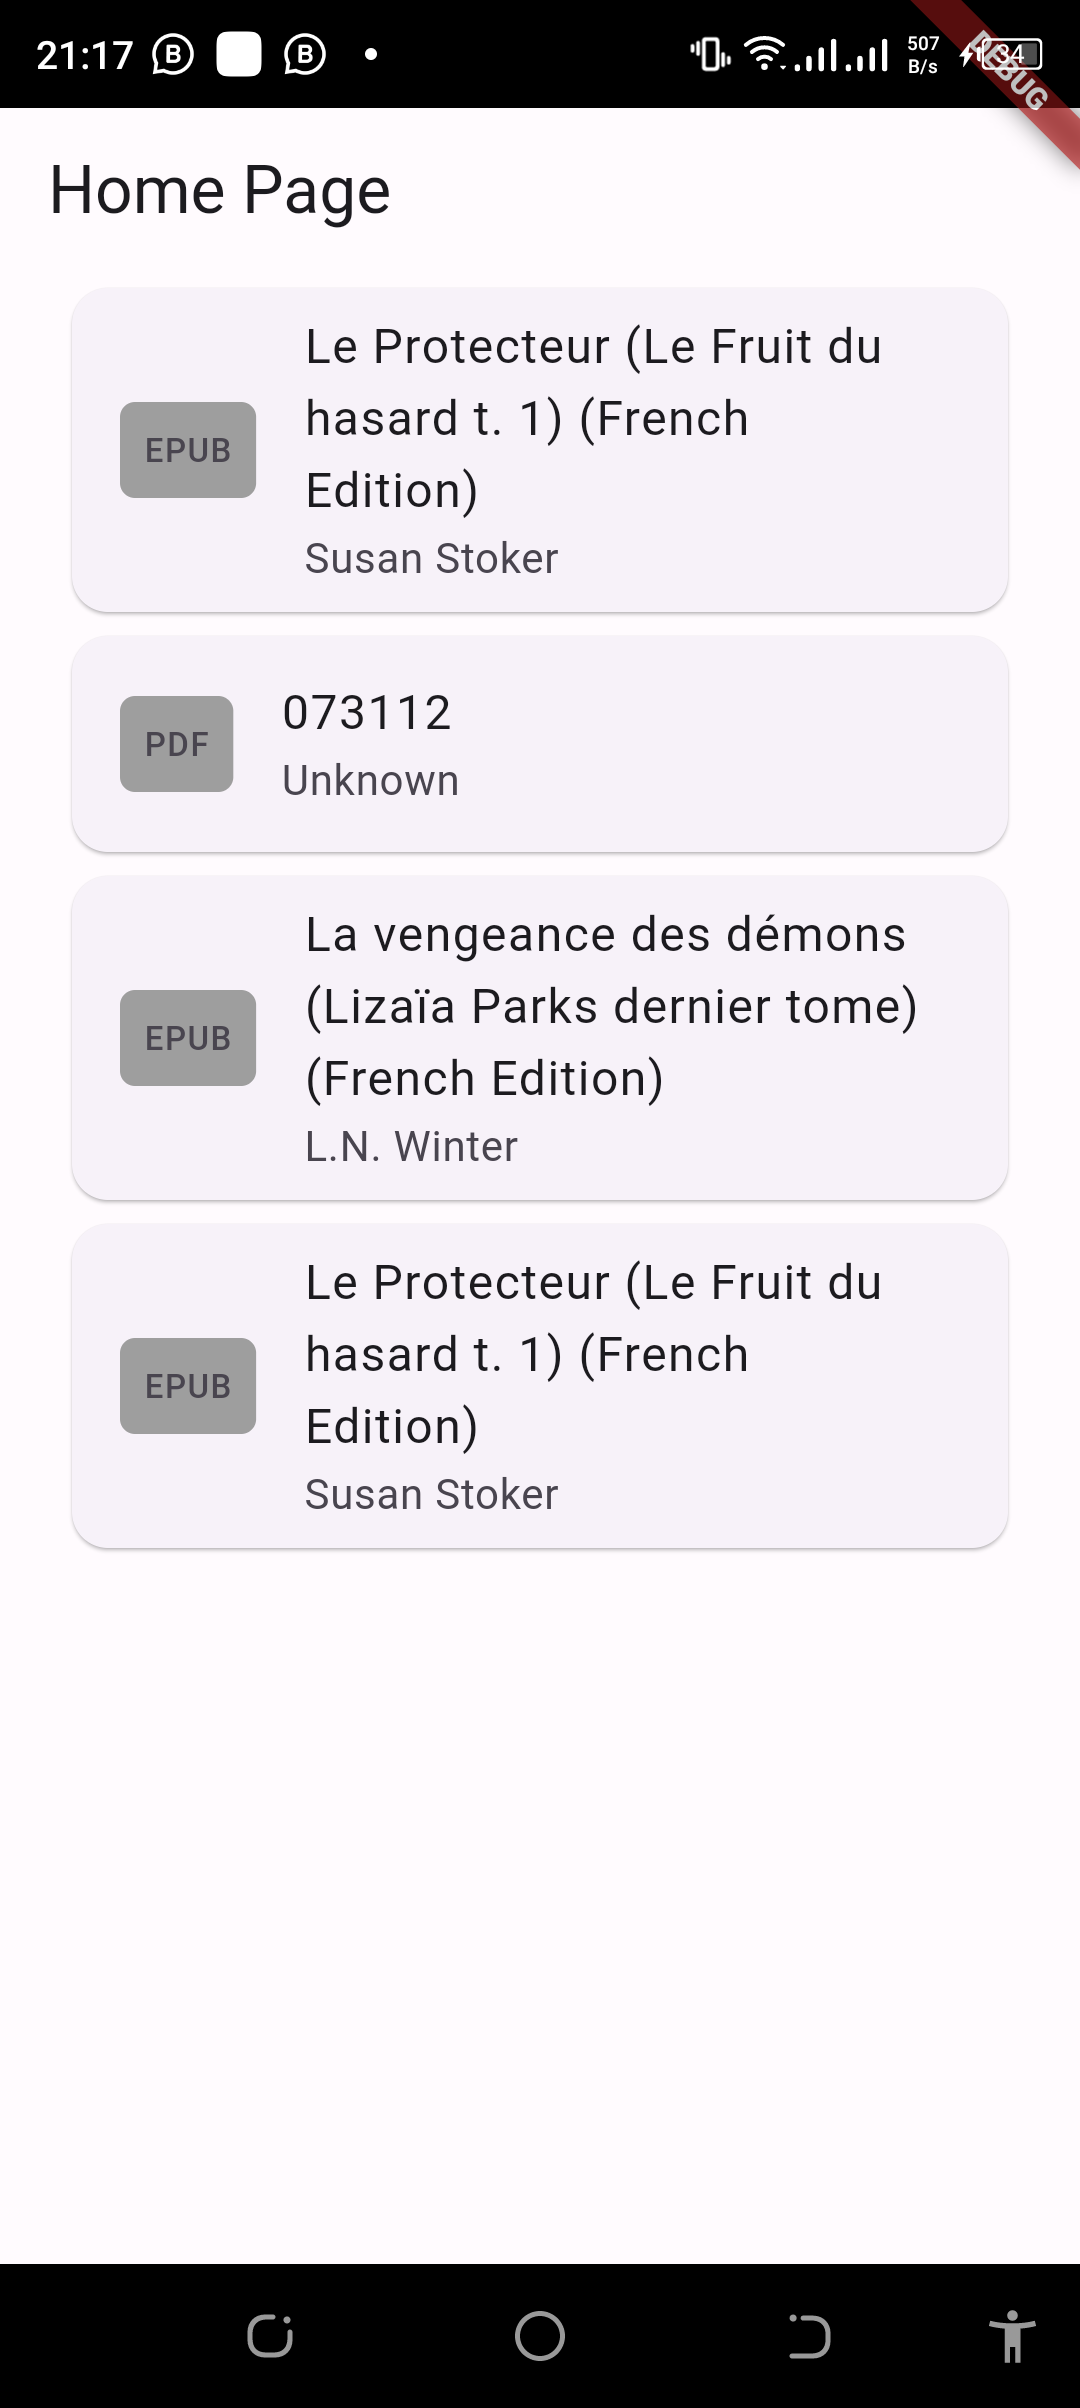 21:17
507
B/s
34
DEBUG
Home Page
Le Protecteur (Le Fruit du
hasard t. 1) (French
Edition)
EPUB
Susan Stoker
073112
PDF
Unknown
La vengeance des démons
(Lizaïa Parks dernier tome)
EPUB
(French Edition)
L.N. Winter
Le Protecteur (Le Fruit du
hasard t. 1) (French
EPUB
Edition)
Susan Stoker